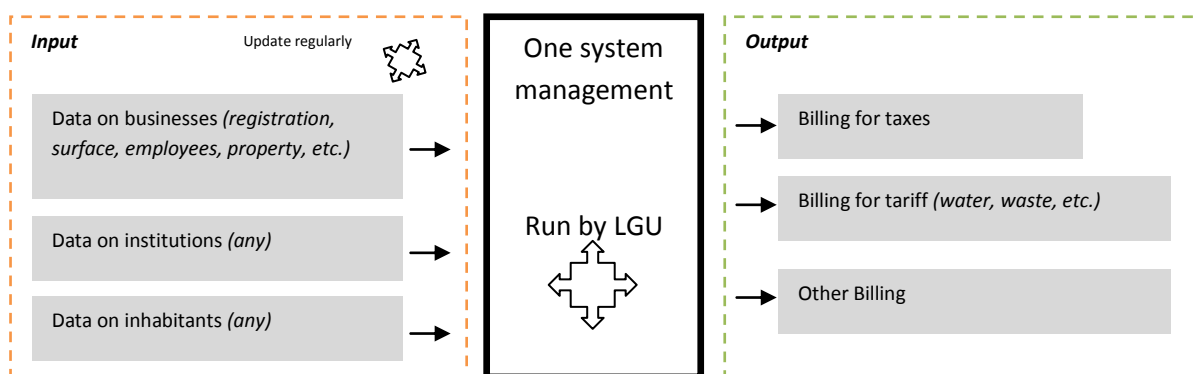 Input
Update regularly
Data on businesses (registration,
surface, employees, property, etc.)
Data on institutions (any)
Data on inhabitants (any)
One system
management
Run by LGU
Output
Billing for taxes
Billing for tariff (water, waste, etc.)
Other Billing